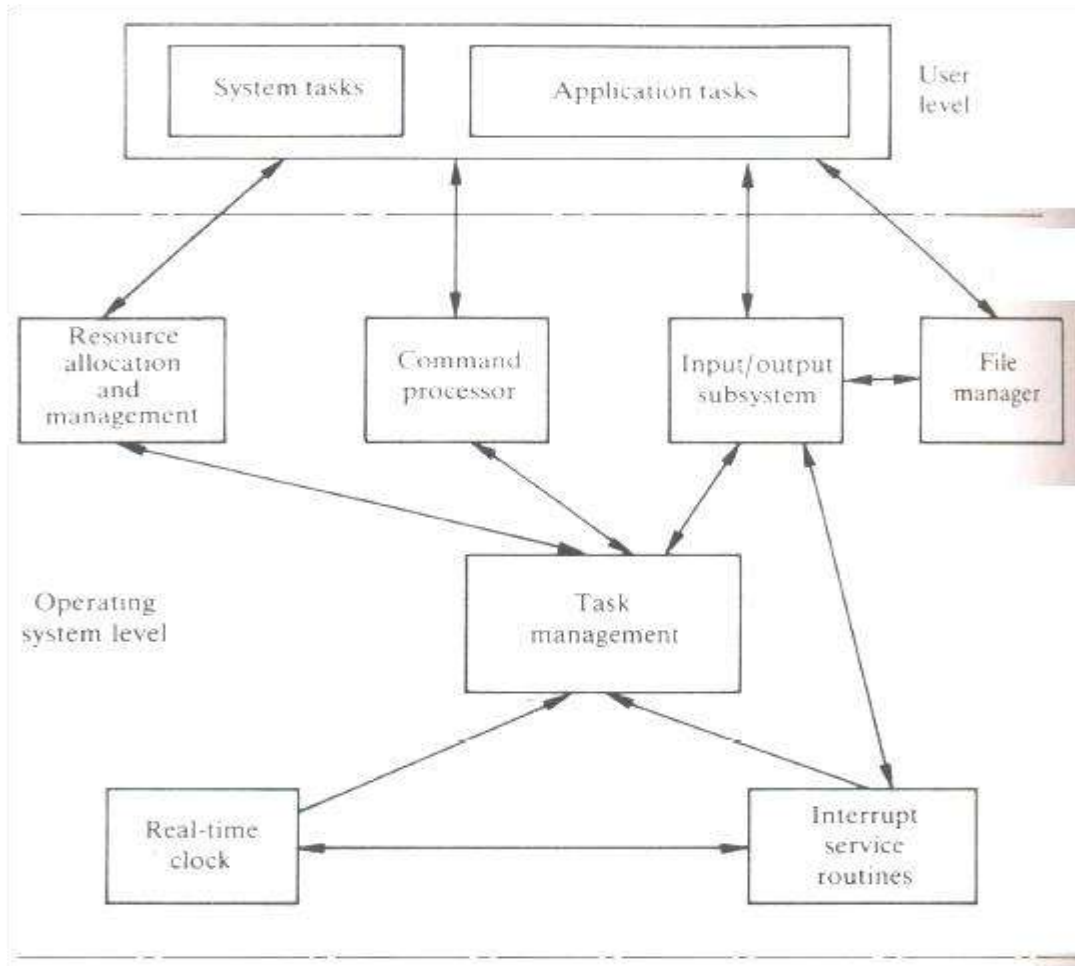 System tasks
Application tasks
User
level
Resource
allocation
and
management
Command
processor
Input/output
subsystem
File
manager
Operating
system level
Task
management
Real-time
clock
Interrupt
service
routines